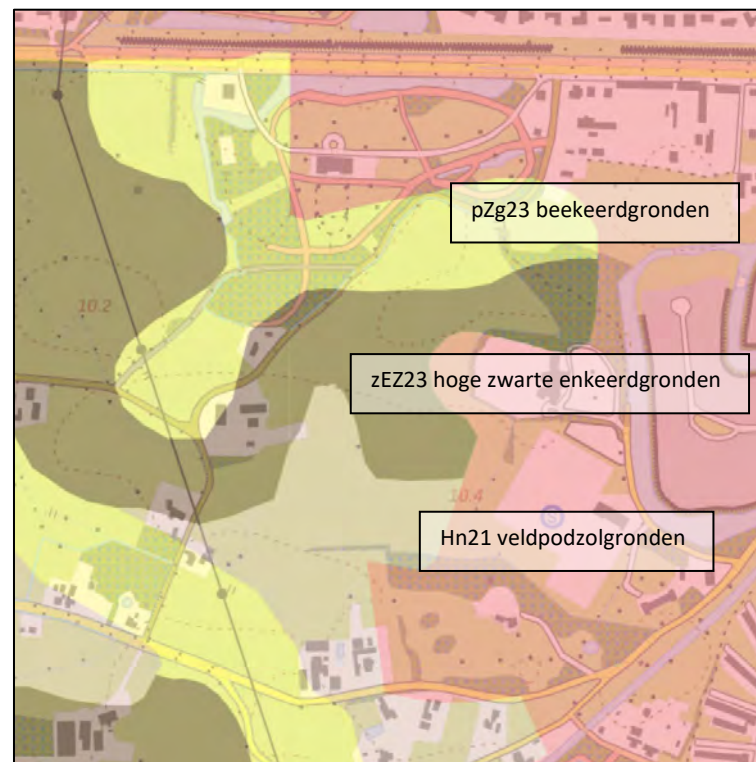 pZg23 beekeerdgronden
10.2
zEZ23 hoge zwarte enkeerdgronden
10.4
Hn21 veldpodzolgronden
S